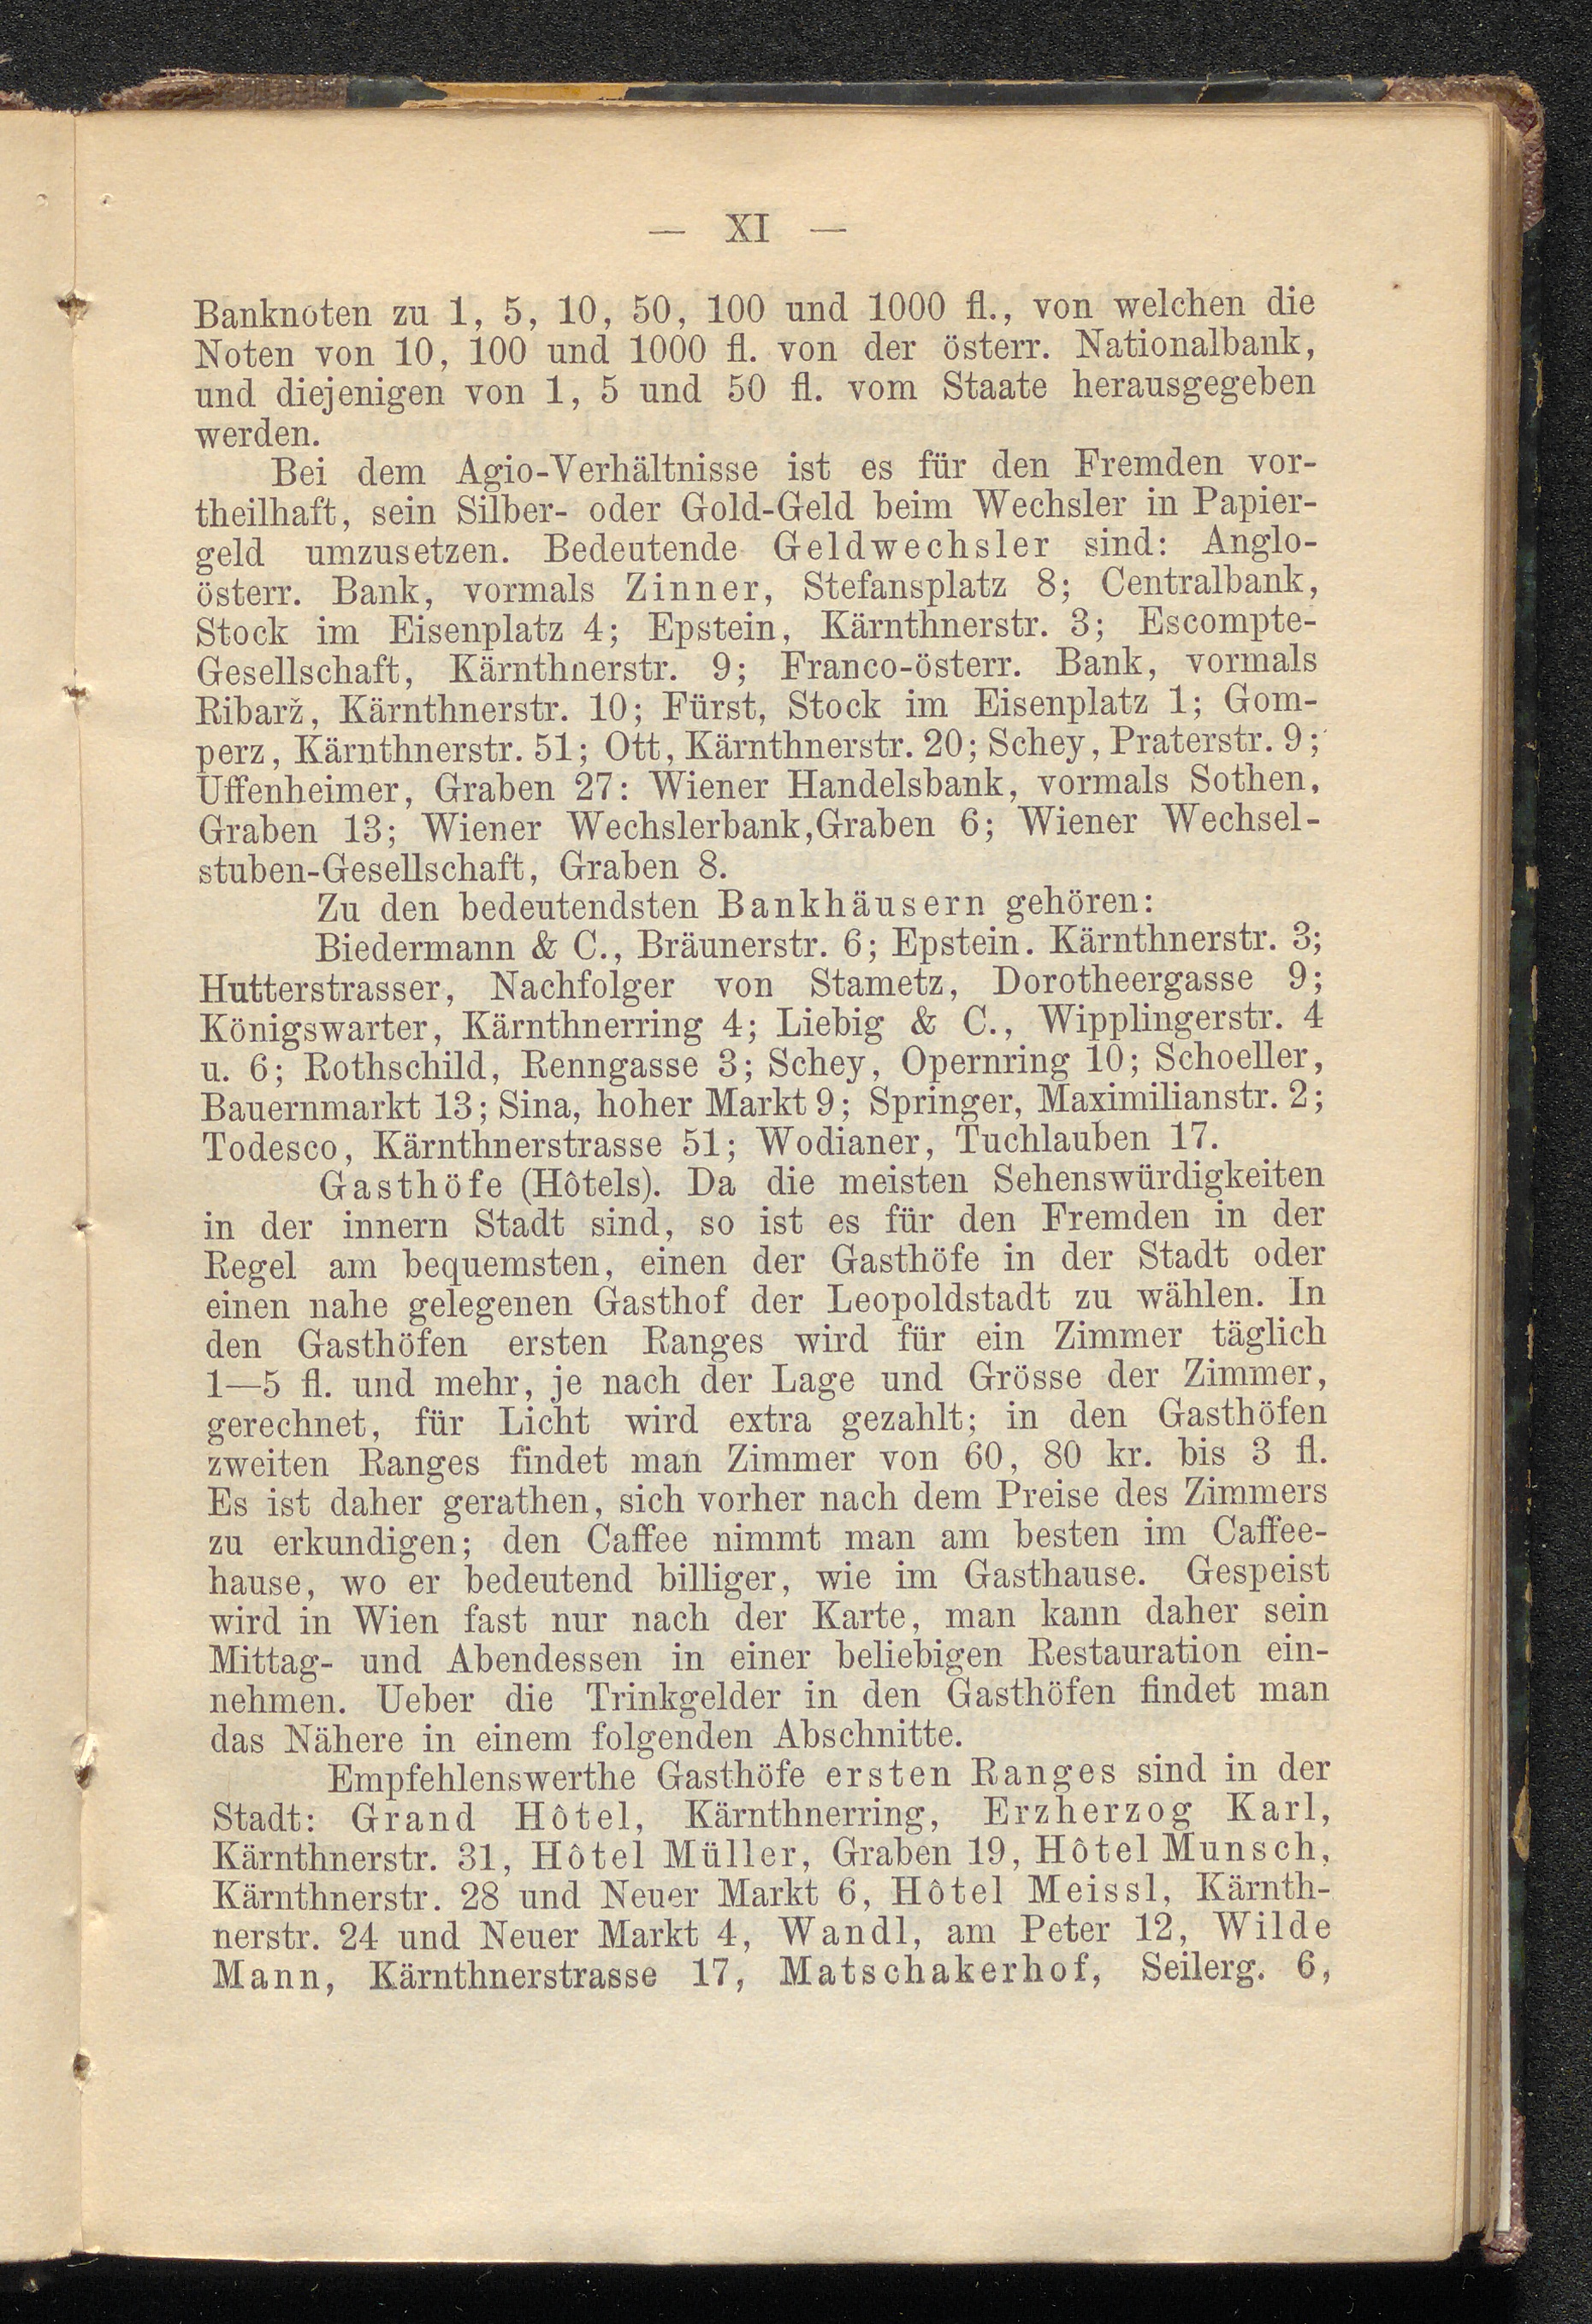 — XI —
Banknoten zu 1, 5, 10, 50, 100 und 1000 fl., von welchen die
Noten von 10, 100 und 1000 fl. von der österr. Nationalbank,
und diejenigen von 1, 5 und 50 fl. vom Staate herausgegeben
werden.
Bei dem Agio-Verhältnisse ist es für den Fremden vor-
theilhaft, sein Silber- oder Gold-Geld beim Wechsler in Papier-
geld umzusetzen. Bedeutende Geldwechsler sind: Anglo-
österr. Bank, vormals Zinner, Stefansplatz 8; Centralbank,
Stock im Eisenplatz 4; Epstein, Kärnthnerstr. 3; Escompte-
Gesellschaft, Kärnthnerstr. 9; Franco-österr. Bank, vormals
Ribarž, Kärnthnerstr. 10; Fürst, Stock im Eisenplatz 1; Gom-
perz, Kärnthnerstr. 51; Ott, Kärnthnerstr. 20; Schey, Praterstr. 9;
Uffenheimer, Graben 27: Wiener Handelsbank, vormals Sothen,
Graben 13; Wiener Wechslerbank,Graben 6; Wiener Wechsel-
stuben-Gesellschaft, Graben 8.
Zu den bedeutendsten Bankhäusern gehören:
Biedermann & C., Bräunerstr. 6; Epstein. Kärnthnerstr. 3;
Hutterstrasser, Nachfolger von Stametz, Dorotheergasse 9;
Königswarter, Kärnthnerring 4; Liebig & C., Wipplingerstr. 4
u. 6; Rothschild, Renngasse 3; Schey, Opernring 10; Schoeller,
Bauernmarkt 13; Sina, hoher Markt 9; Springer, Maximilianstr. 2;
Todesco, Kärnthnerstrasse 51; Wodianer, Tuchlauben 17.
Gasthöfe (Hôtels). Da die meisten Sehenswürdigkeiten
in der innern Stadt sind, so ist es für den Fremden in der
Regel am bequemsten, einen der Gasthöfe in der Stadt oder
einen nahe gelegenen Gasthof der Leopoldstadt zu wählen. In
den Gasthöfen ersten Ranges wird für ein Zimmer täglich
1—5 fl. und mehr, je nach der Lage und Grösse der Zimmer,
gerechnet, für Licht wird extra gezahlt; in den Gasthöfen
zweiten Ranges findet man Zimmer von 60, 80 kr. bis 3 fl.
Es ist daher gerathen, sich vorher nach dem Preise des Zimmers
zu erkundigen; den Caffee nimmt man am besten im Caffee-
hause, wo er bedeutend billiger, wie im Gasthause. Gespeist
wird in Wien fast nur nach der Karte, man kann daher sein
Mittag- und Abendessen in einer beliebigen Restauration ein-
nehmen. Ueber die Trinkgelder in den Gasthöfen findet man
das Nähere in einem folgenden Abschnitte.
Empfehlenswerthe Gasthöfe ersten Ranges sind in der
Stadt: Grand Hôtel, Kärnthnerring, Erzherzog Karl,
Kärnthnerstr. 31, Hôtel Müller, Graben 19, Hôtel Munsch,
Kärnthnerstr. 28 und Neuer Markt 6, Hôtel Meissl, Kärnth-
nerstr. 24 und Neuer Markt 4, Wandl, am Peter 12, Wilde
Mann, Kärnthnerstrasse 17, Matschakerhof, Seilerg. 6,